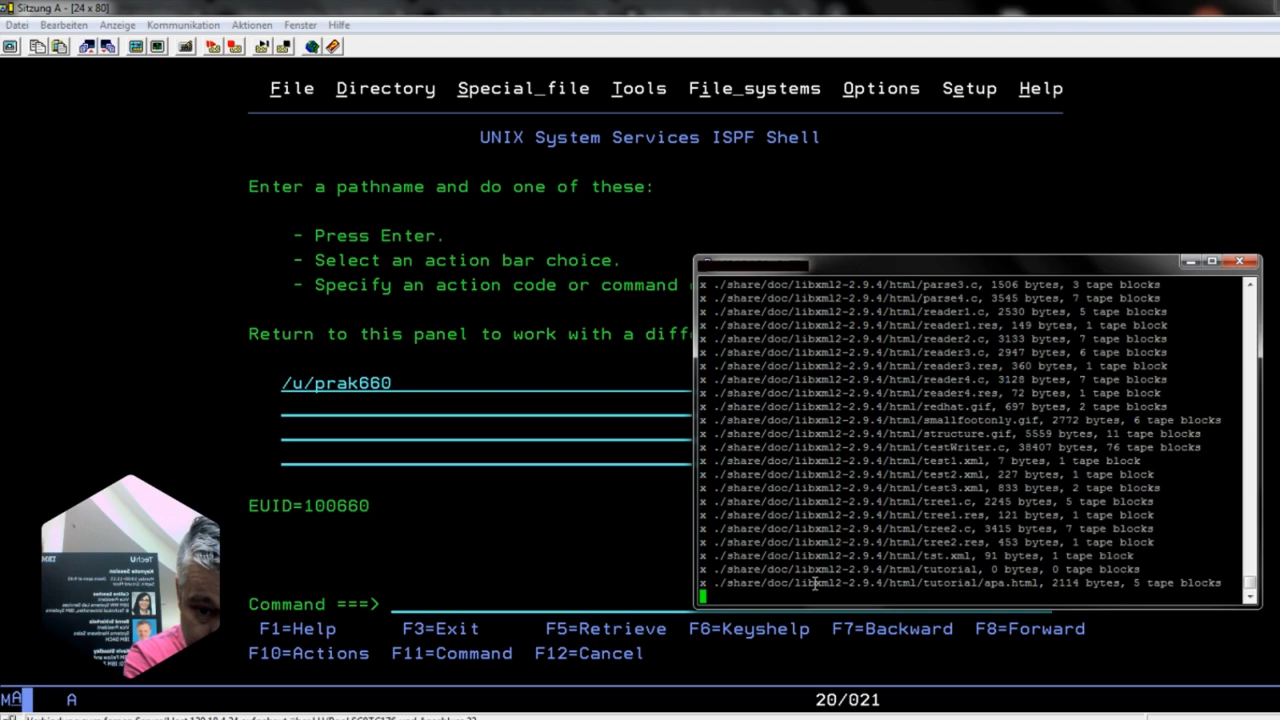 Sitzung A - [24 x 80]
Datei Bearbeiten Anzeige Kommunikation Aktionen Fenster Hilfe
File Directory Special_file Tools File_systems Options Setup Help
UNIX System Services ISPF Shell
Enter a pathname and do one of these:
- Press Enter.
- Select an action bar choice.
- Specify an action code or command
Return to this panel to work with a diff
/u/prak660
EUID=100660
Command ===>
F1=Help F3=Exit F5=Retrieve F6=Keyshelp F7=Backward F8=Forward
F10=Actions F11=Command F12=Cancel
MA A 20/021
x ./share/doc/libxml2-2.9.4/html/parse3.c, 1506 bytes, 3 tape blocks
x ./share/doc/libxml2-2.9.4/html/parse4.c, 3545 bytes, 7 tape blocks
x ./share/doc/libxml2-2.9.4/html/reader1.c, 2530 bytes, 5 tape blocks
x ./share/doc/libxml2-2.9.4/html/reader1.res, 149 bytes, 1 tape block
x ./share/doc/libxml2-2.9.4/html/reader2.c, 3133 bytes, 7 tape blocks
x ./share/doc/libxml2-2.9.4/html/reader3.c, 2947 bytes, 6 tape blocks
x ./share/doc/libxml2-2.9.4/html/reader3.res, 360 bytes, 1 tape block
x ./share/doc/libxml2-2.9.4/html/reader4.c, 3128 bytes, 7 tape blocks
x ./share/doc/libxml2-2.9.4/html/reader4.res, 72 bytes, 1 tape block
x ./share/doc/libxml2-2.9.4/html/redhat.gif, 697 bytes, 2 tape blocks
x ./share/doc/libxml2-2.9.4/html/smallfootonly.gif, 2772 bytes, 6 tape blocks
x ./share/doc/libxml2-2.9.4/html/structure.gif, 5559 bytes, 11 tape blocks
x ./share/doc/libxml2-2.9.4/html/testWriter.c, 38407 bytes, 76 tape blocks
x ./share/doc/libxml2-2.9.4/html/test1.xml, 7 bytes, 1 tape block
x ./share/doc/libxml2-2.9.4/html/test2.xml, 227 bytes, 1 tape block
x ./share/doc/libxml2-2.9.4/html/test3.xml, 833 bytes, 2 tape blocks
x ./share/doc/libxml2-2.9.4/html/tree1.c, 2245 bytes, 5 tape blocks
x ./share/doc/libxml2-2.9.4/html/tree1.res, 121 bytes, 1 tape block
x ./share/doc/libxml2-2.9.4/html/tree2.c, 3415 bytes, 7 tape blocks
x ./share/doc/libxml2-2.9.4/html/tree2.res, 453 bytes, 1 tape block
x ./share/doc/libxml2-2.9.4/html/tst.xml, 91 bytes, 1 tape block
x ./share/doc/libxml2-2.9.4/html/tutorial, 0 bytes, 0 tape blocks
x ./share/doc/libxml2-2.9.4/html/tutorial/apa.html, 2114 bytes, 5 tape blocks
TechU IBM
Keynote Session